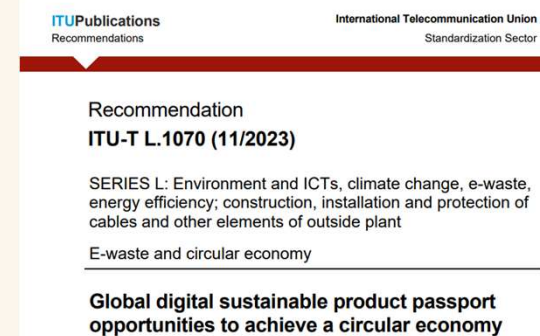 ITUPublications
International Telecommunication Union
Recommendations
Standardization Sector
Recommendation
ITU-T L.1070 (11/2023)
SERIES L: Environment and ICTs, climate change, e-waste,
energy efficiency; construction, installation and protection of
cables and other elements of outside plant
E-waste and circular economy
Global digital sustainable product passport
opportunities to achieve a circular economy